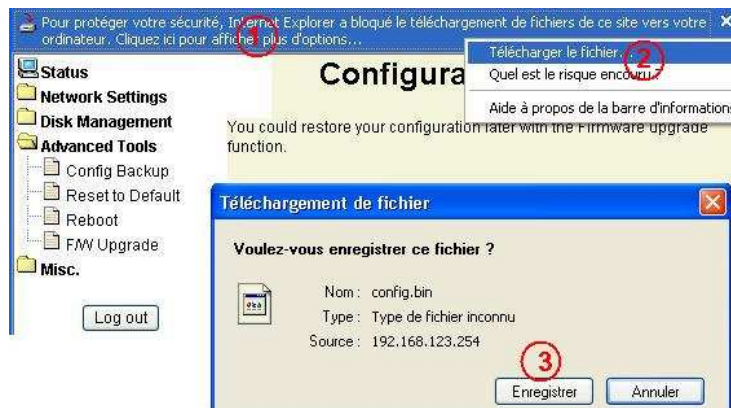 Pour protéger votre sécurité, Internet Explorer a bloqué le téléchargement de fichiers de ce site vers votre
ordinateur. Cliquez ici pour afficher plus d'options...
1
Télécharger le fichier...
2
Quel est le risque encouru?
Aide à propos de la barre d'informations
Status
Network Settings
Disk Management
Advanced Tools
Config Backup
Reset to Default
Reboot
F/W Upgrade
Misc.
Log out
Configura
You could restore your configuration later with the Firmware upgrade
function.
Téléchargement de fichier
Voulez-vous enregistrer ce fichier ?
Nom : config.bin
Type : Type de fichier inconnu
Source : 192.168.123.254
3
Enregistrer
Annuler